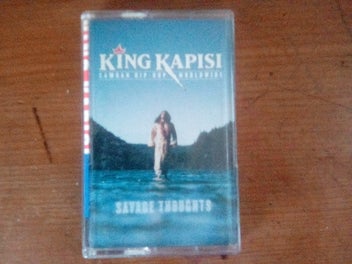 KING KAPISI
SAMOAN HIP HOP WORLDWIDE
SAVAGE THOUGHTS